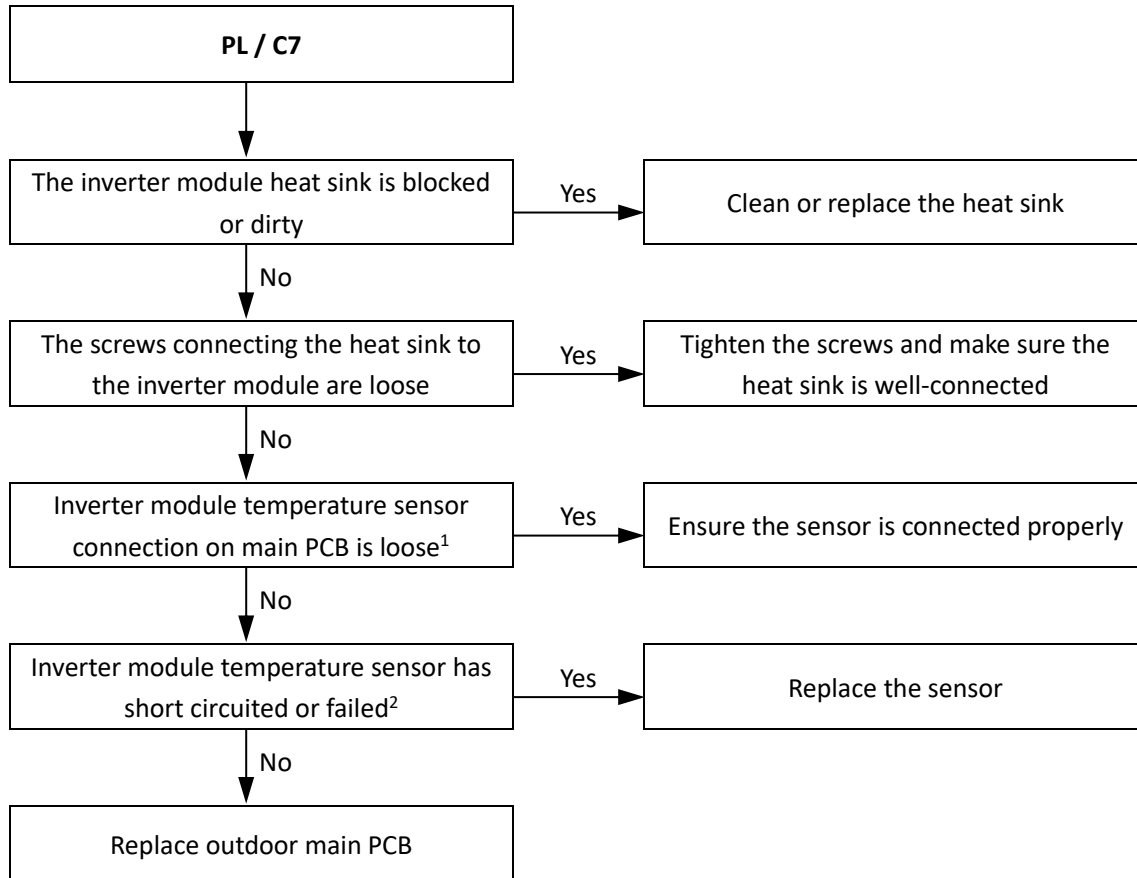 PL / C7
The inverter module heat sink is blocked
or dirty
Yes
Clean or replace the heat sink
No
The screws connecting the heat sink to
the inverter module are loose
Yes
Tighten the screws and make sure the
heat sink is well-connected
No
Inverter module temperature sensor
connection on main PCB is loose¹
Yes
Ensure the sensor is connected properly
No
Inverter module temperature sensor has
short circuited or failed²
Yes
Replace the sensor
No
Replace outdoor main PCB